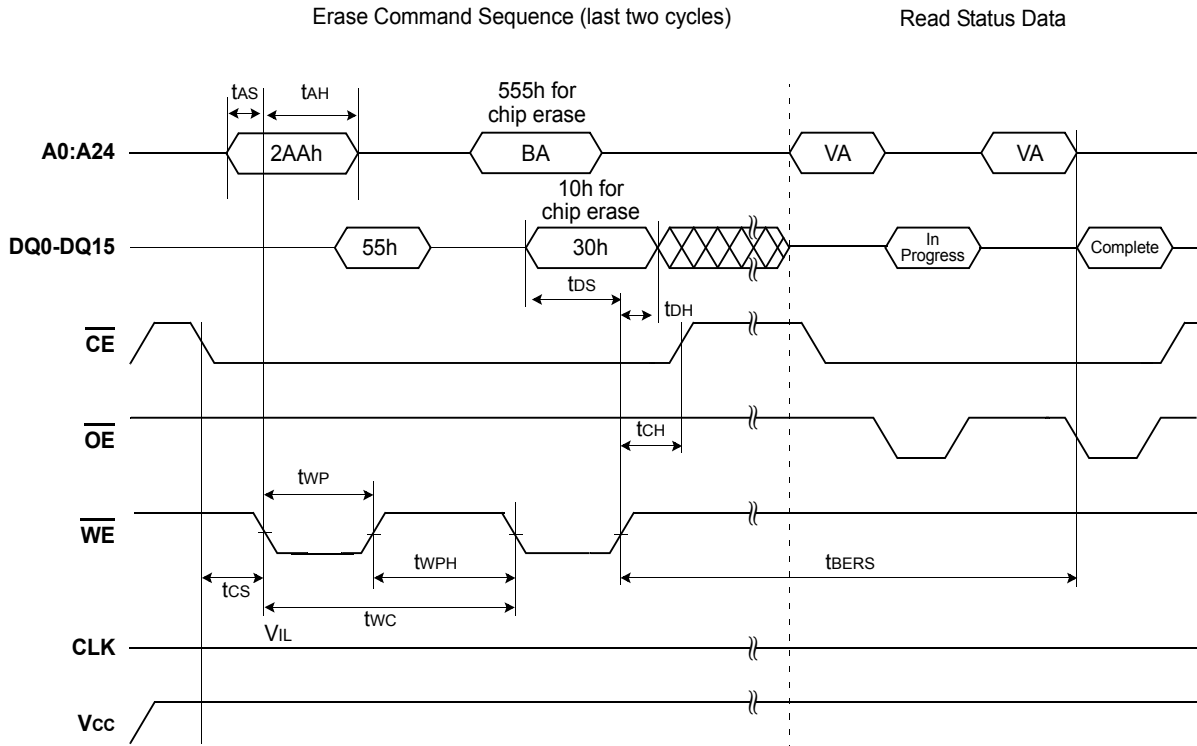 Erase Command Sequence (last two cycles)
Read Status Data
tAS
tAH
555h for
chip erase
A0:A24
2AAh
BA
VA
VA
10h for
chip erase
DQ0-DQ15
55h
30h
In
Progress
Complete
tDS
tDH
CE
OE
tCH
tWP
WE
tCS
tWPH
tBERS
tWC
VIL
CLK
Vcc